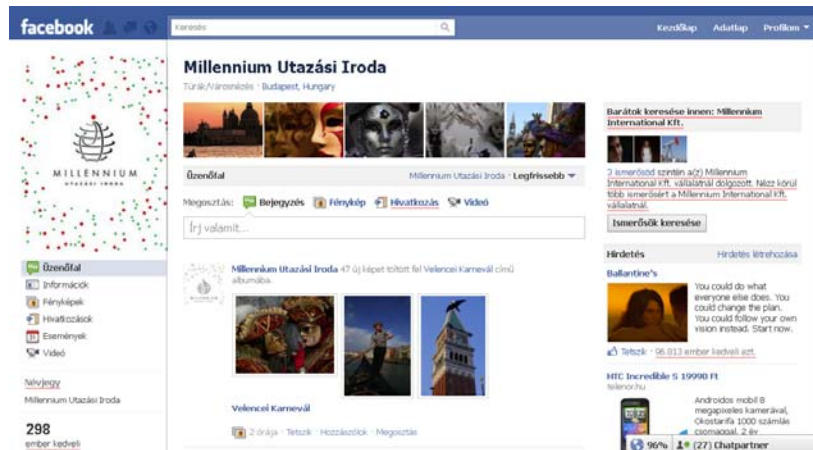 facebook
Keresés
Kezdőlap Adatlap Profilom
MILLENNIUM
UTAZÁSI IRODA
Üzenőfal
Információk
Fényképek
Hivatkozások
Események
Videó
Névjegy
Millennium Utazási Iroda
298
ember kedveli
Millennium Utazási Iroda
Túrák/Városnézés · Budapest, Hungary
Üzenőfal Millennium Utazási Iroda · Legfrissebb
Megosztás: Bejegyzés Fénykép Hivatkozás Videó
Írj valamit...
Millennium Utazási Iroda 47 új képet töltött fel Velencei Karnevál című
albumába.
Velencei Karnevál
2 órája · Tetszik · Hozzászólok · Megosztás
Barátok keresése innen: Millennium
International Kft.
3 ismerősöd szintén a(z) Millennium
International Kft. vállalatnál dolgozott. Nézz körül
több ismerősért a Millennium International Kft.
vállalatnál.
Ismerősök keresése
Hirdetés Hirdetés létrehozása
Ballantine's
You could do what
everyone else does. You
could change the plan.
You could follow your own
vision instead. Start now.
Tetszik · 96.813 ember kedveli ezt.
HTC Incredible S 19990 Ft
telenor.hu
Androidos mobil 8
megapixeles kamerával,
Okostarifa 1000 számlás
csomaggal, 2 év
96% (27) Chatpartner